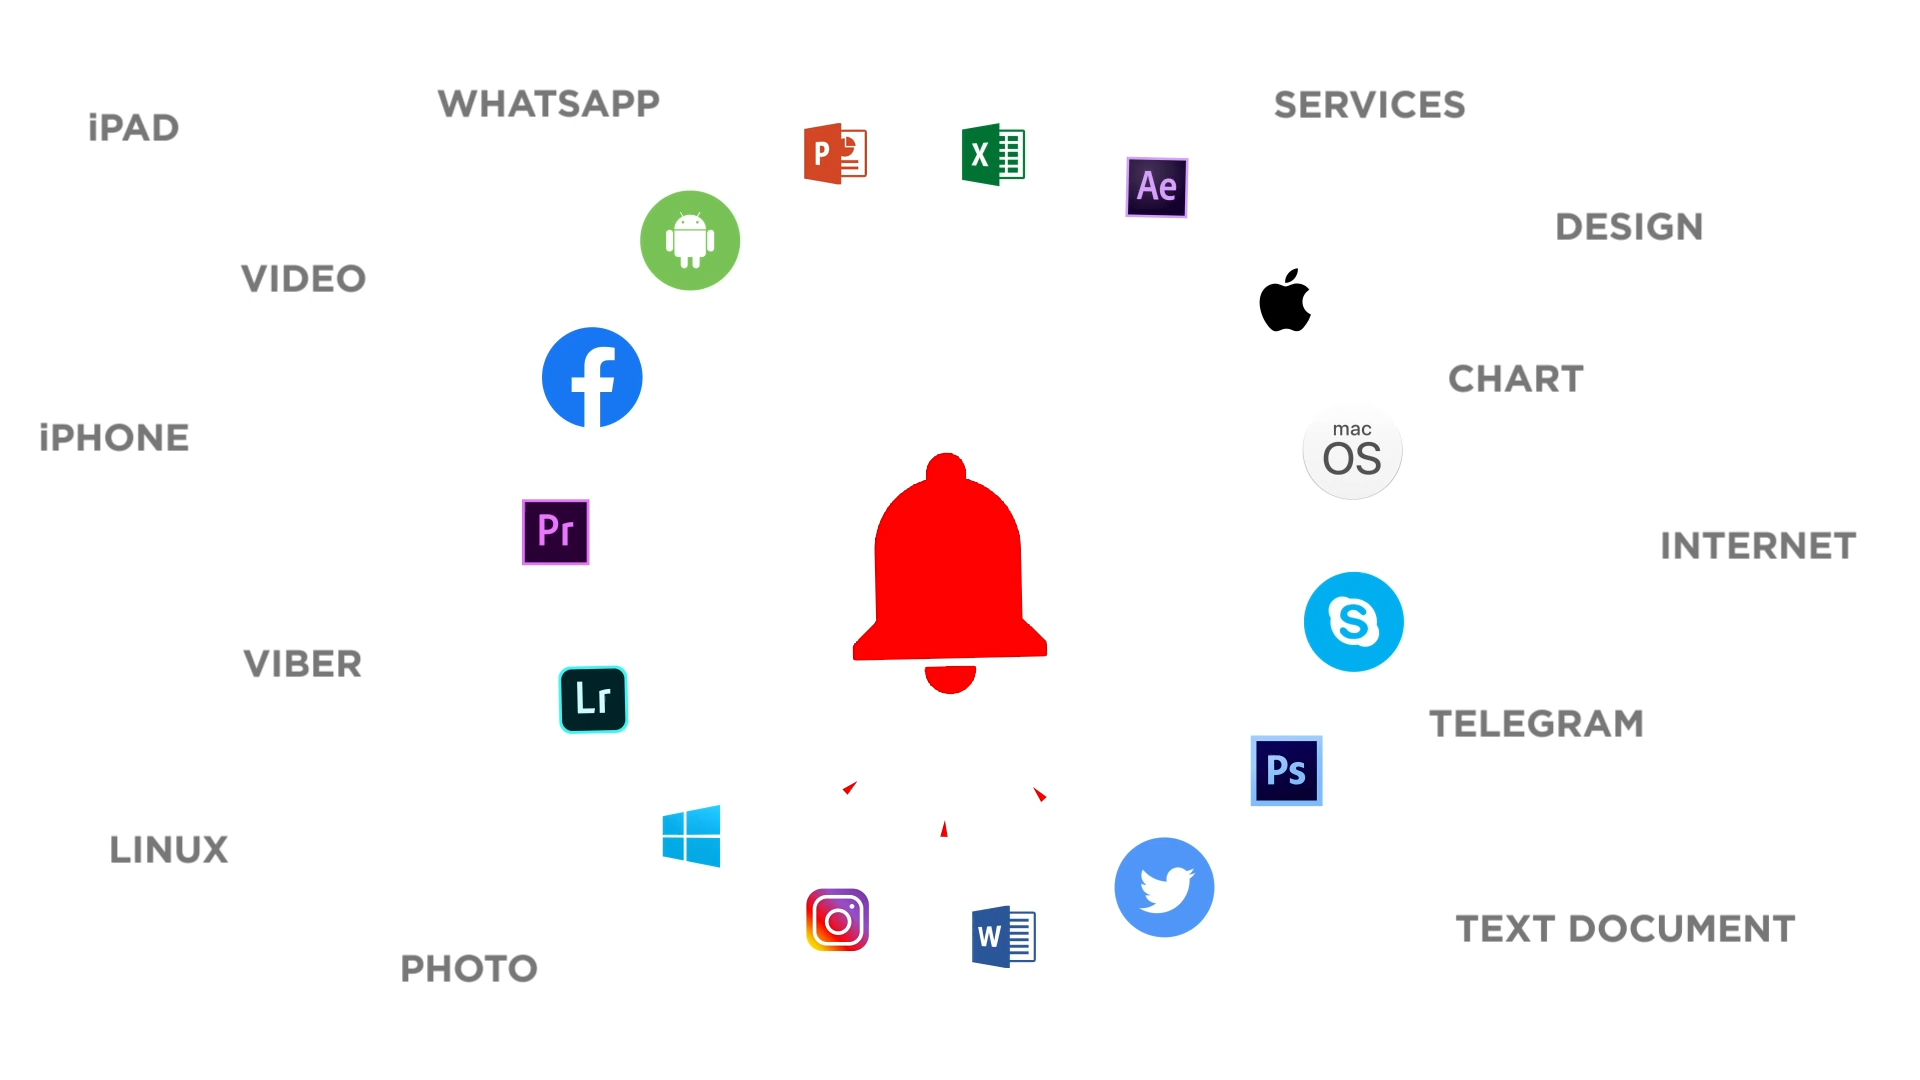 WHATSAPP
SERVICES
iPAD
P
X
Ae
DESIGN
VIDEO
CHART
mac
OS
iPHONE
Pr
INTERNET
S
VIBER
Lr
TELEGRAM
Ps
LINUX
W
TEXT DOCUMENT
PHOTO